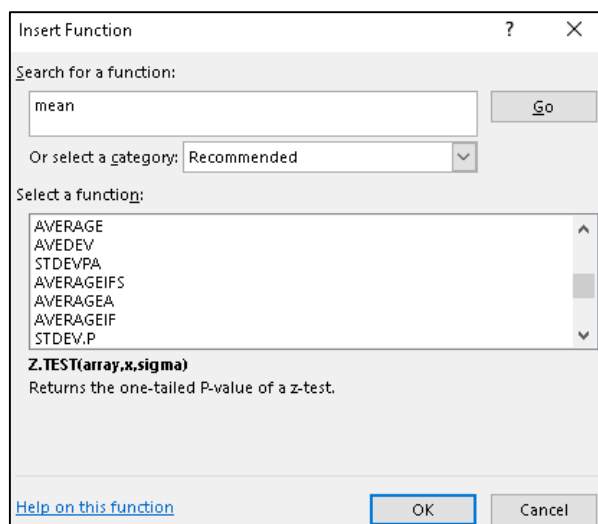 Insert Function ? ×
Search for a function:
mean
Go
Or select a category: Recommended
Select a function:
AVERAGE
AVEDEV
STDEVPA
AVERAGEIFS
AVERAGEA
AVERAGEIF
STDEV.P
Z.TEST(array,x,sigma)
Returns the one-tailed P-value of a z-test.
Help on this function
OK
Cancel